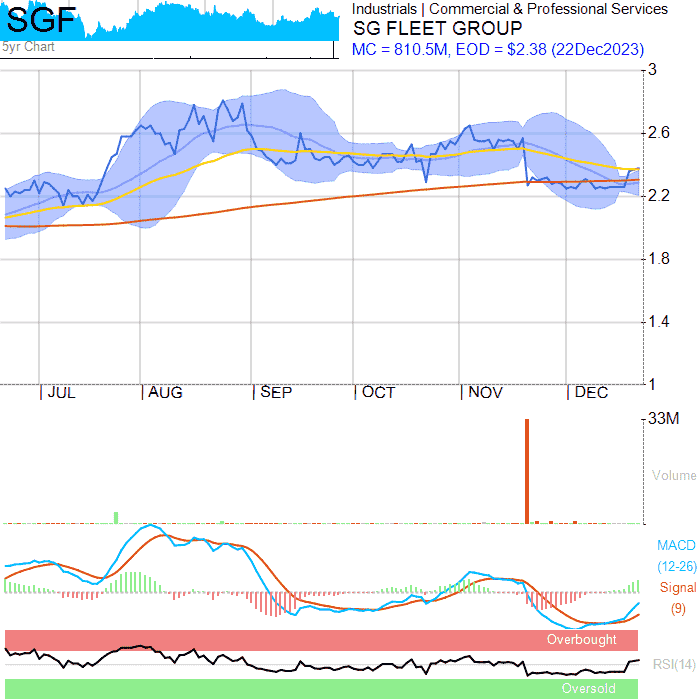 SGF
5yr Chart
Industrials | Commercial & Professional Services
SG FLEET GROUP
MC = 810.5M, EOD = $2.38 (22Dec2023)
3
2.6
2.2
1.8
1.4
1
JUL
AUG
SEP
OCT
NOV
DEC
33M
Volume
MACD
(12-26)
Signal
(9)
Overbought
RSI(14)
Oversold